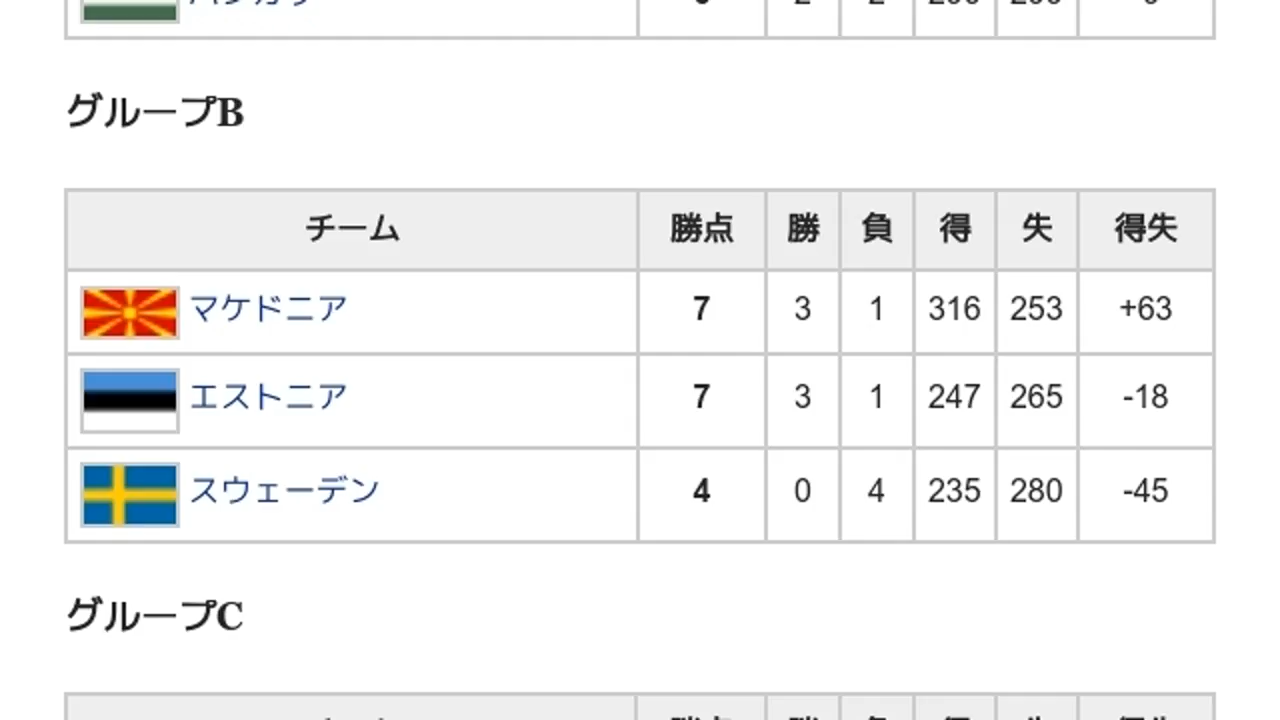 グループB
チーム 勝点 勝 負 得 失 得失
マケドニア 7 3 1 316 253 +63
エストニア 7 3 1 247 265 -18
スウェーデン 4 0 4 235 280 -45
グループC